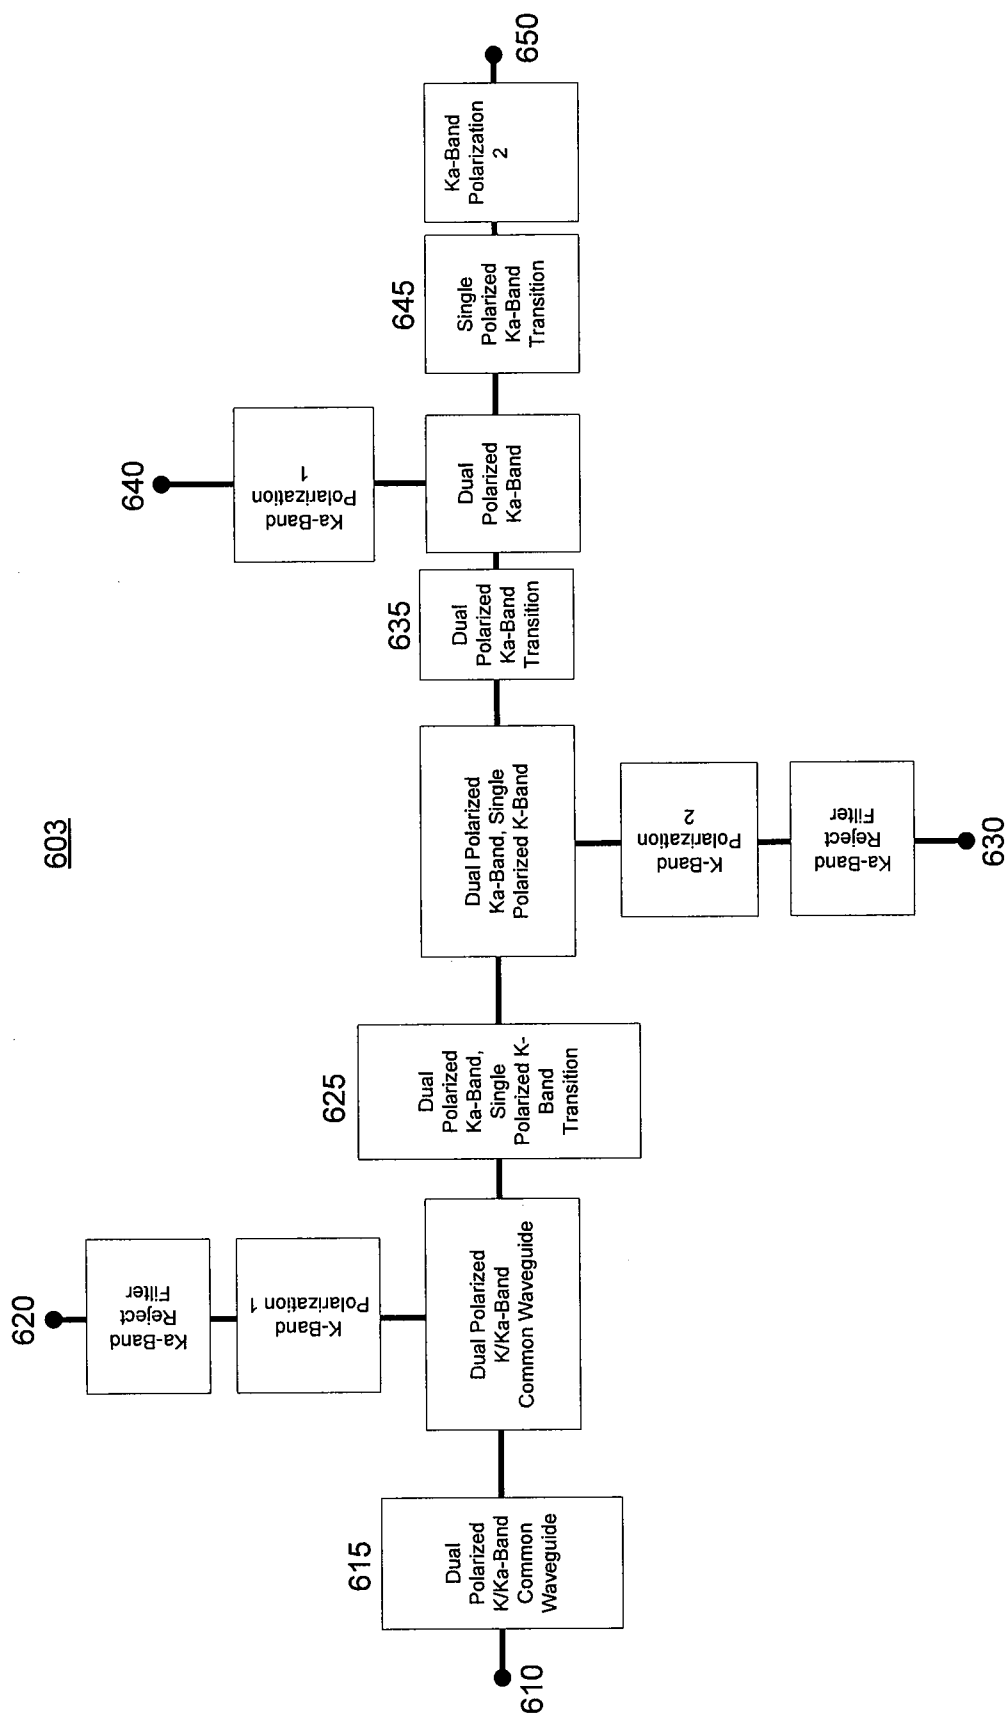 603
610
615
Dual
Polarized
K/Ka-Band
Common
Waveguide
620
Ka-Band
Reject
Filter
K-Band
Polarization 1
Dual Polarized
K/Ka-Band
Common Waveguide
625
Dual
Polarized
Ka-Band,
Single
Polarized K-
Band
Transition
Dual Polarized
Ka-Band, Single
Polarized K-Band
K-Band
Polarization
2
Ka-Band
Reject
Filter
630
635
Dual
Polarized
Ka-Band
Transition
640
Ka-Band
Polarization
1
Dual
Polarized
Ka-Band
645
Single
Polarized
Ka-Band
Transition
Ka-Band
Polarization
2
650